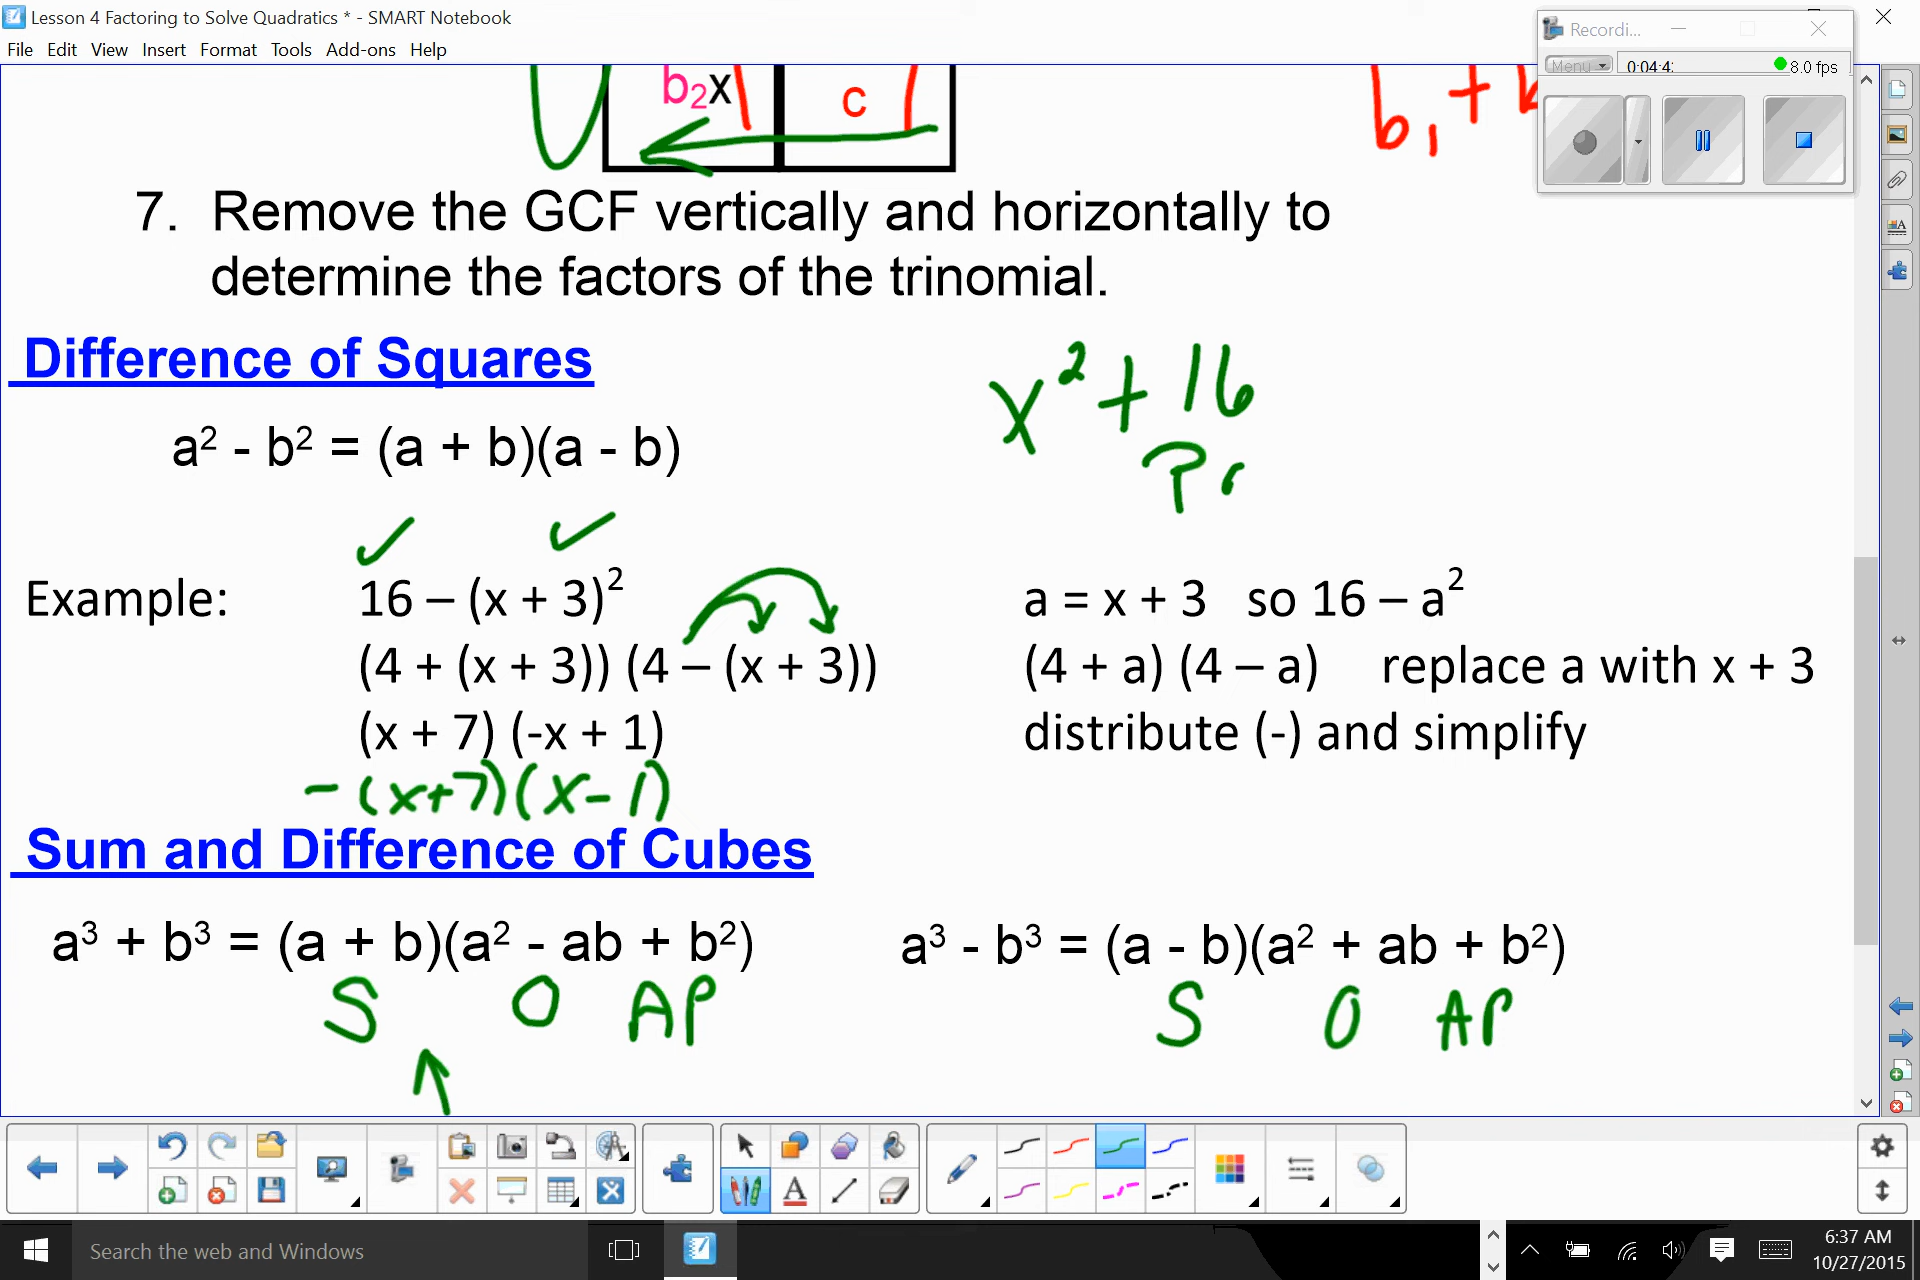 Lesson 4 Factoring to Solve Quadratics * - SMART Notebook
File Edit View Insert Format Tools Add-ons Help
Recordi...
Menu 0:04:4 8.0 fps
b₂x c
b₁ +
7. Remove the GCF vertically and horizontally to
determine the factors of the trinomial.
Difference of Squares
x² + 16
a² - b² = (a + b)(a - b)
P
Example: 16 – (x + 3)² a = x + 3 so 16 – a²
(4 + (x + 3)) (4 – (x + 3)) (4 + a) (4 – a) replace a with x + 3
(x + 7) (-x + 1) distribute (-) and simplify
-(x+7)(x-1)
Sum and Difference of Cubes
a³ + b³ = (a + b)(a² - ab + b²) a³ - b³ = (a - b)(a² + ab + b²)
S O AP S O AP
Search the web and Windows
6:37 AM
10/27/2015